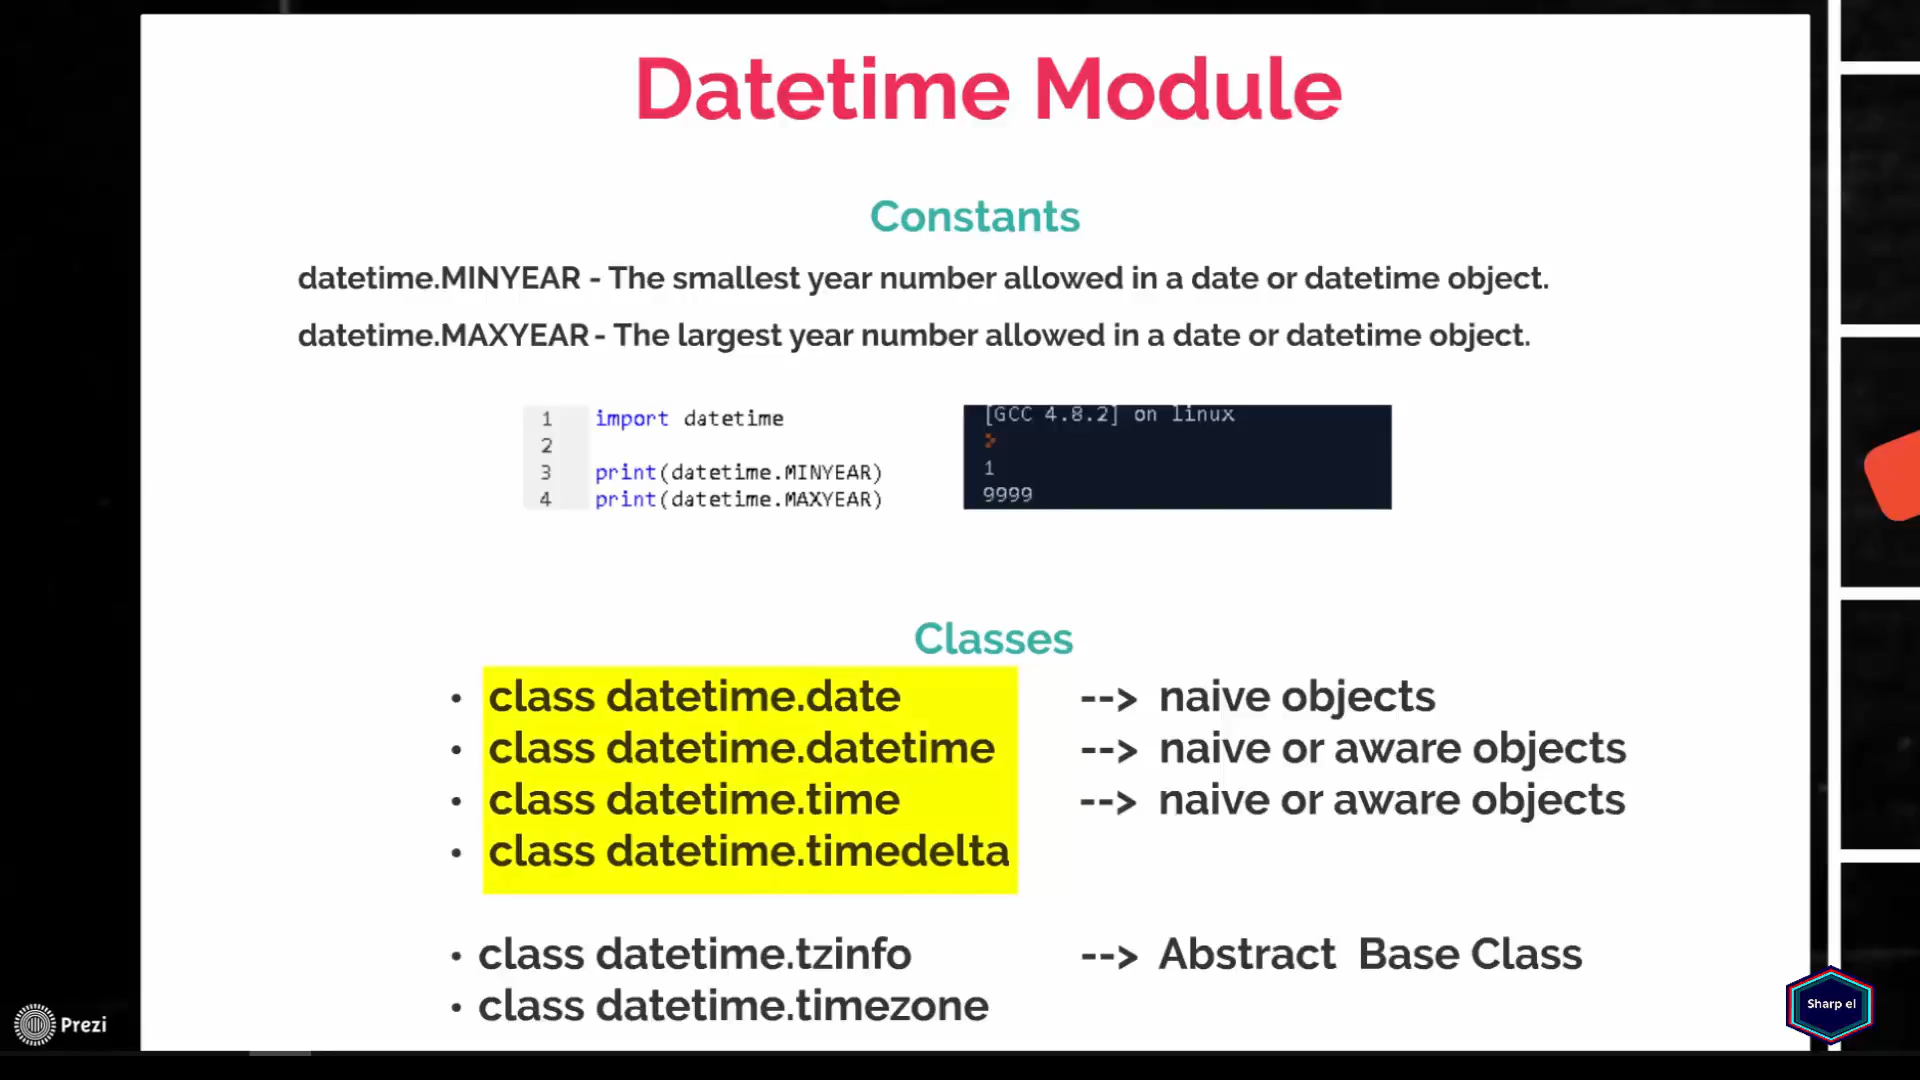 Datetime Module
Constants
datetime.MINYEAR - The smallest year number allowed in a date or datetime object.
datetime.MAXYEAR - The largest year number allowed in a date or datetime object.
1 import datetime
2
3 print(datetime.MINYEAR)
4 print(datetime.MAXYEAR)
[GCC 4.8.2] on linux
>
1
9999
Classes
• class datetime.date --> naive objects
• class datetime.datetime --> naive or aware objects
• class datetime.time --> naive or aware objects
• class datetime.timedelta
• class datetime.tzinfo --> Abstract Base Class
• class datetime.timezone
Prezi
Sharp el